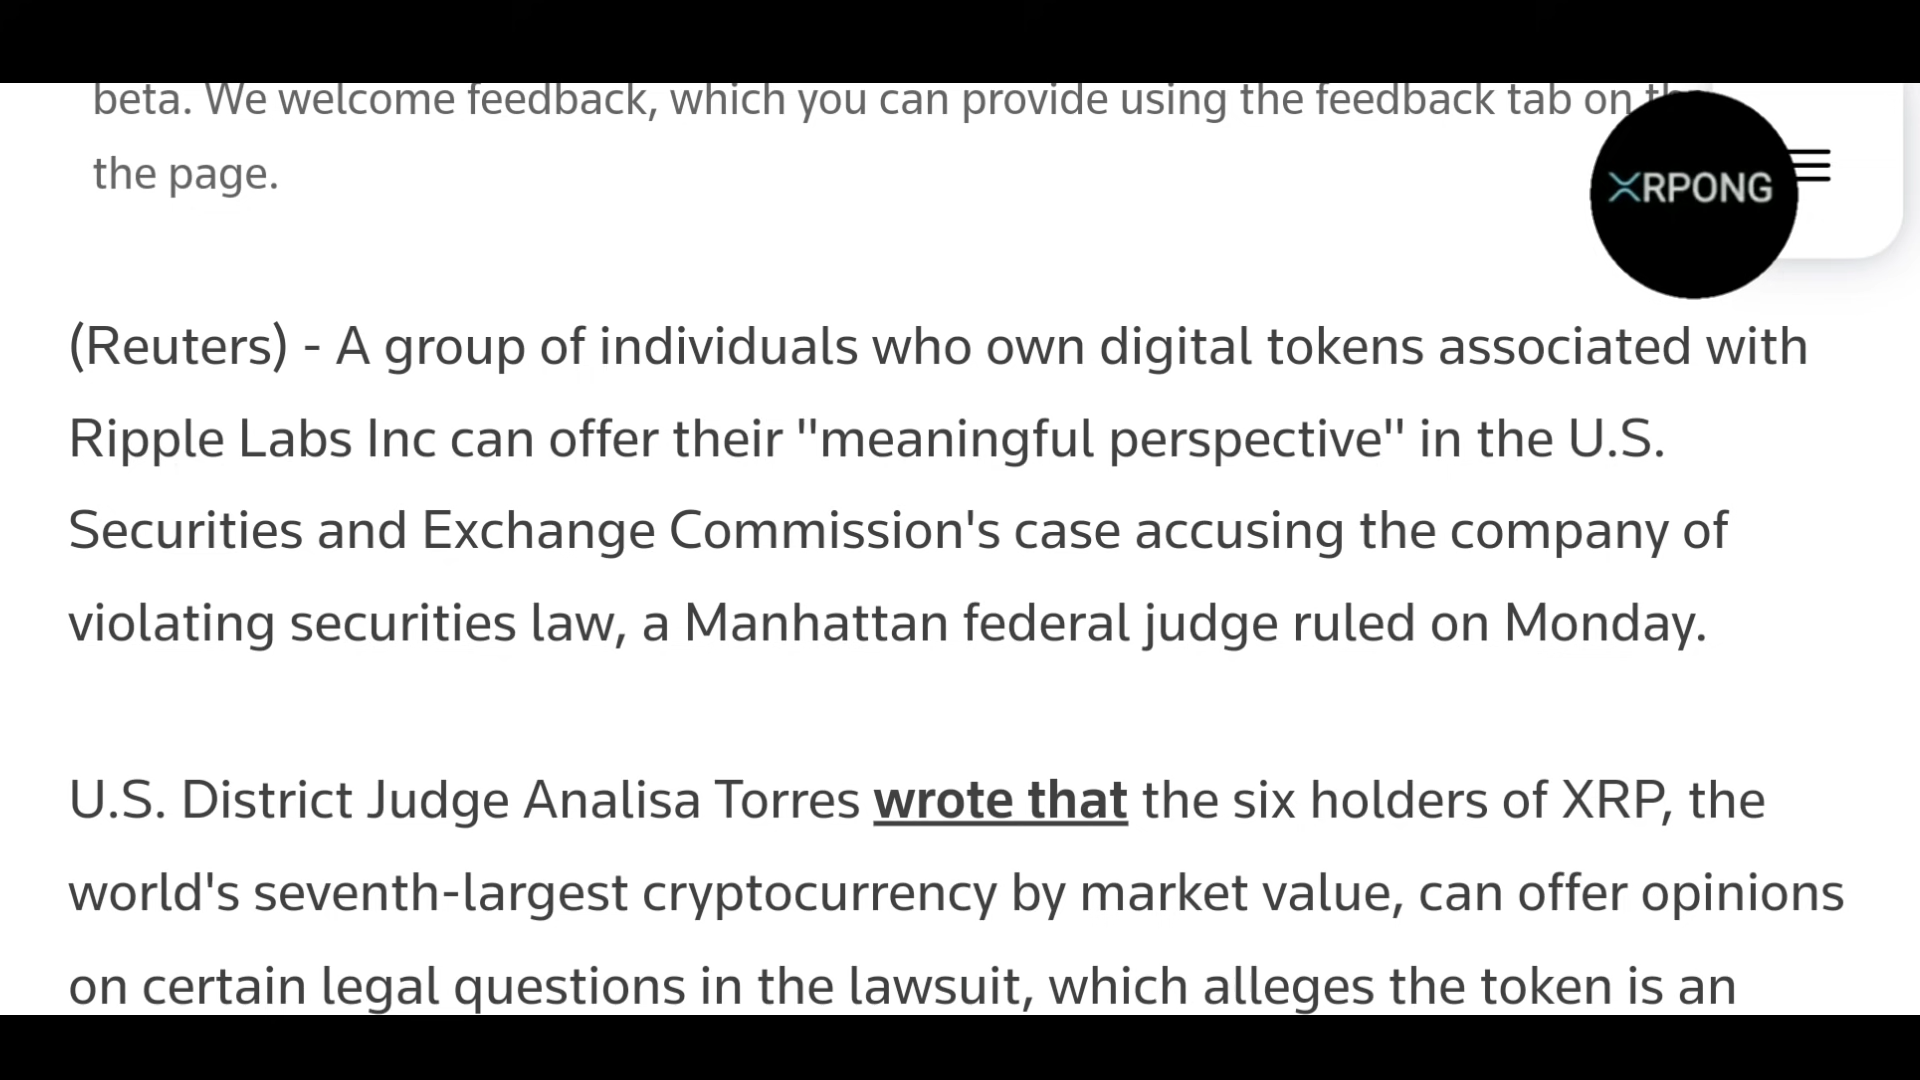 beta. We welcome feedback, which you can provide using the feedback tab on
the page.
XRPONG
(Reuters) - A group of individuals who own digital tokens associated with
Ripple Labs Inc can offer their "meaningful perspective" in the U.S.
Securities and Exchange Commission's case accusing the company of
violating securities law, a Manhattan federal judge ruled on Monday.
U.S. District Judge Analisa Torres wrote that the six holders of XRP, the
world's seventh-largest cryptocurrency by market value, can offer opinions
on certain legal questions in the lawsuit, which alleges the token is an